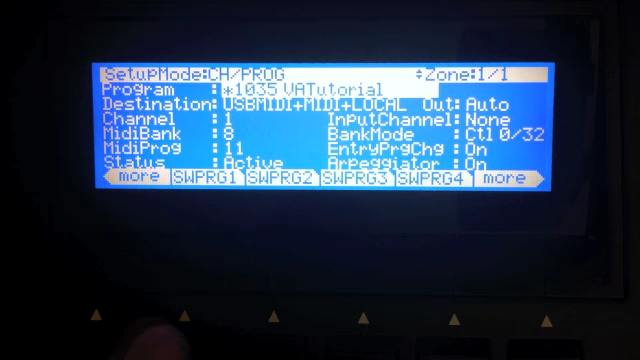 SetupMode:CH/PROG ÷Zone:1/1
Program :*1035 VATutorial
Destination:USBMIDI+MIDI+LOCAL Out:Auto
Channel :1 InputChannel:None
MidiBank :8 BankMode :Ctl 0/32
MidiProg :11 EntryPrgChg :On
Status :Active Arpeggiator :On
more SWPRG1 SWPRG2 SWPRG3 SWPRG4 more